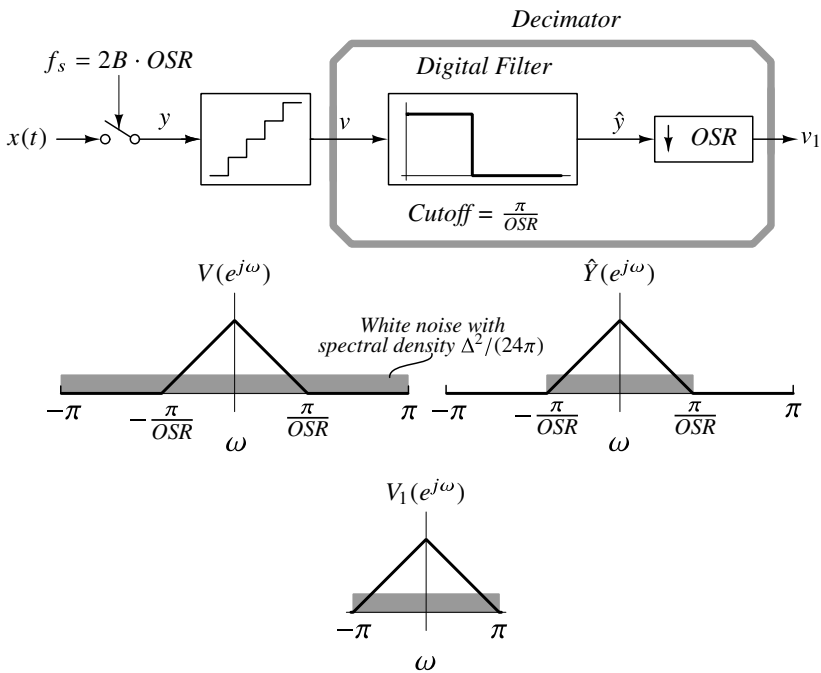 Decimator
f_s = 2B · OSR
Digital Filter
x(t)
y
v
ŷ
↓ OSR
v_1
Cutoff = π/OSR
V(e^{jω})
Ŷ(e^{jω})
White noise with
spectral density Δ²/(24π)
−π
−π/OSR
π/OSR
π
−π
−π/OSR
π/OSR
π
ω
ω
V_1(e^{jω})
−π
π
ω